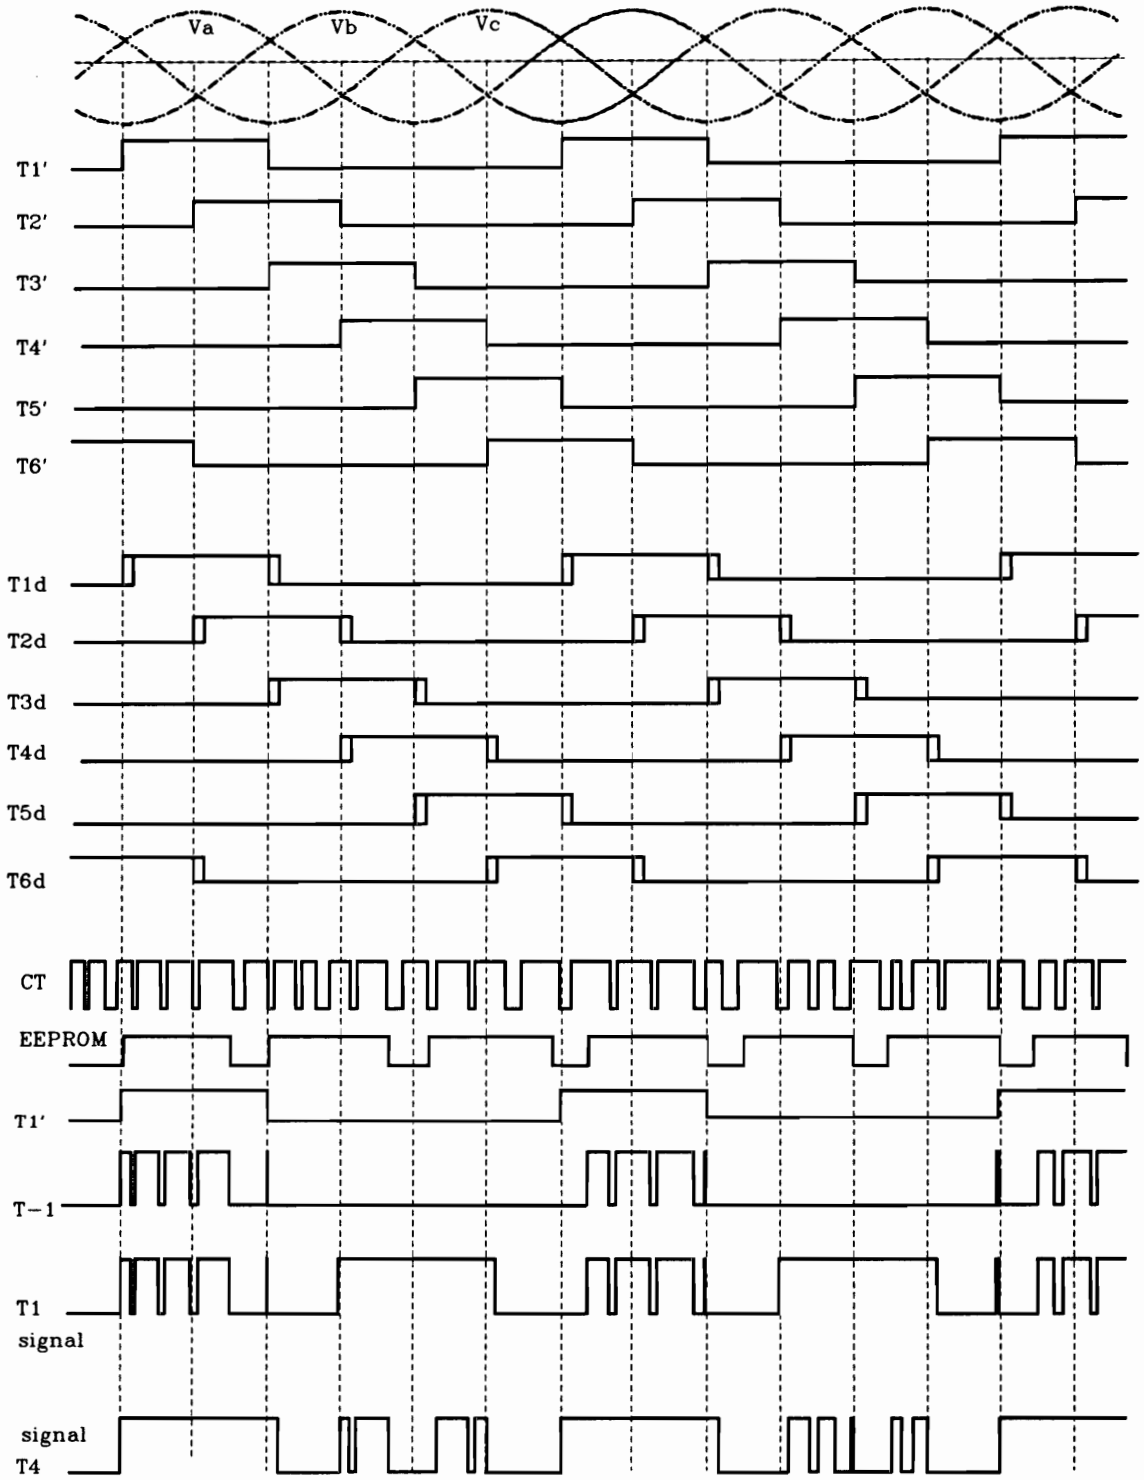 Va Vb Vc
T1'
T2'
T3'
T4'
T5'
T6'
T1d
T2d
T3d
T4d
T5d
T6d
CT
EEPROM
T1'
T-1
T1
signal
signal
T4